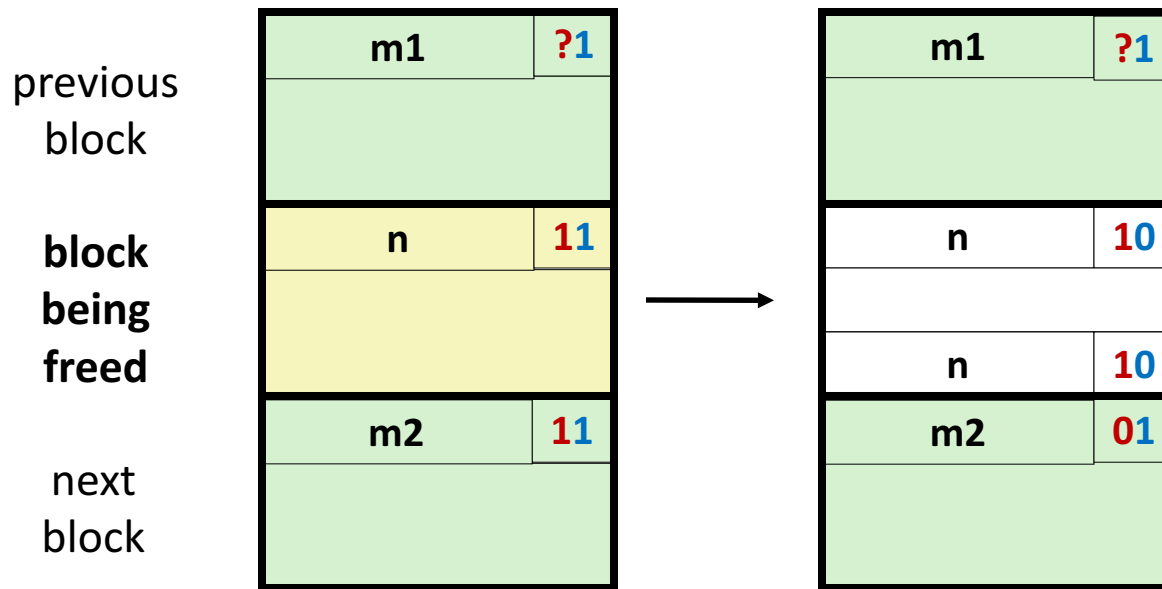 m1 ?1 m1 ?1
previous
block
n 11 n 10
block
being
freed
n 10
m2 11 m2 01
next
block